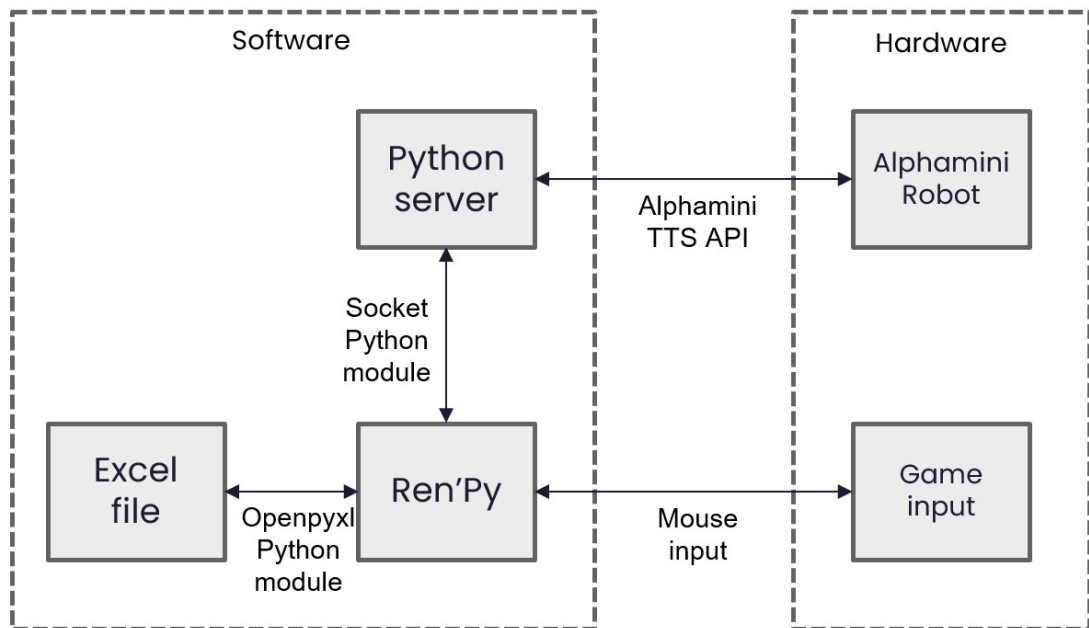 Software
Hardware
Python
server
Alphamini
Robot
Alphamini
TTS API
Socket
Python
module
Excel
file
Openpyxl
Python
module
Ren'Py
Mouse
input
Game
input